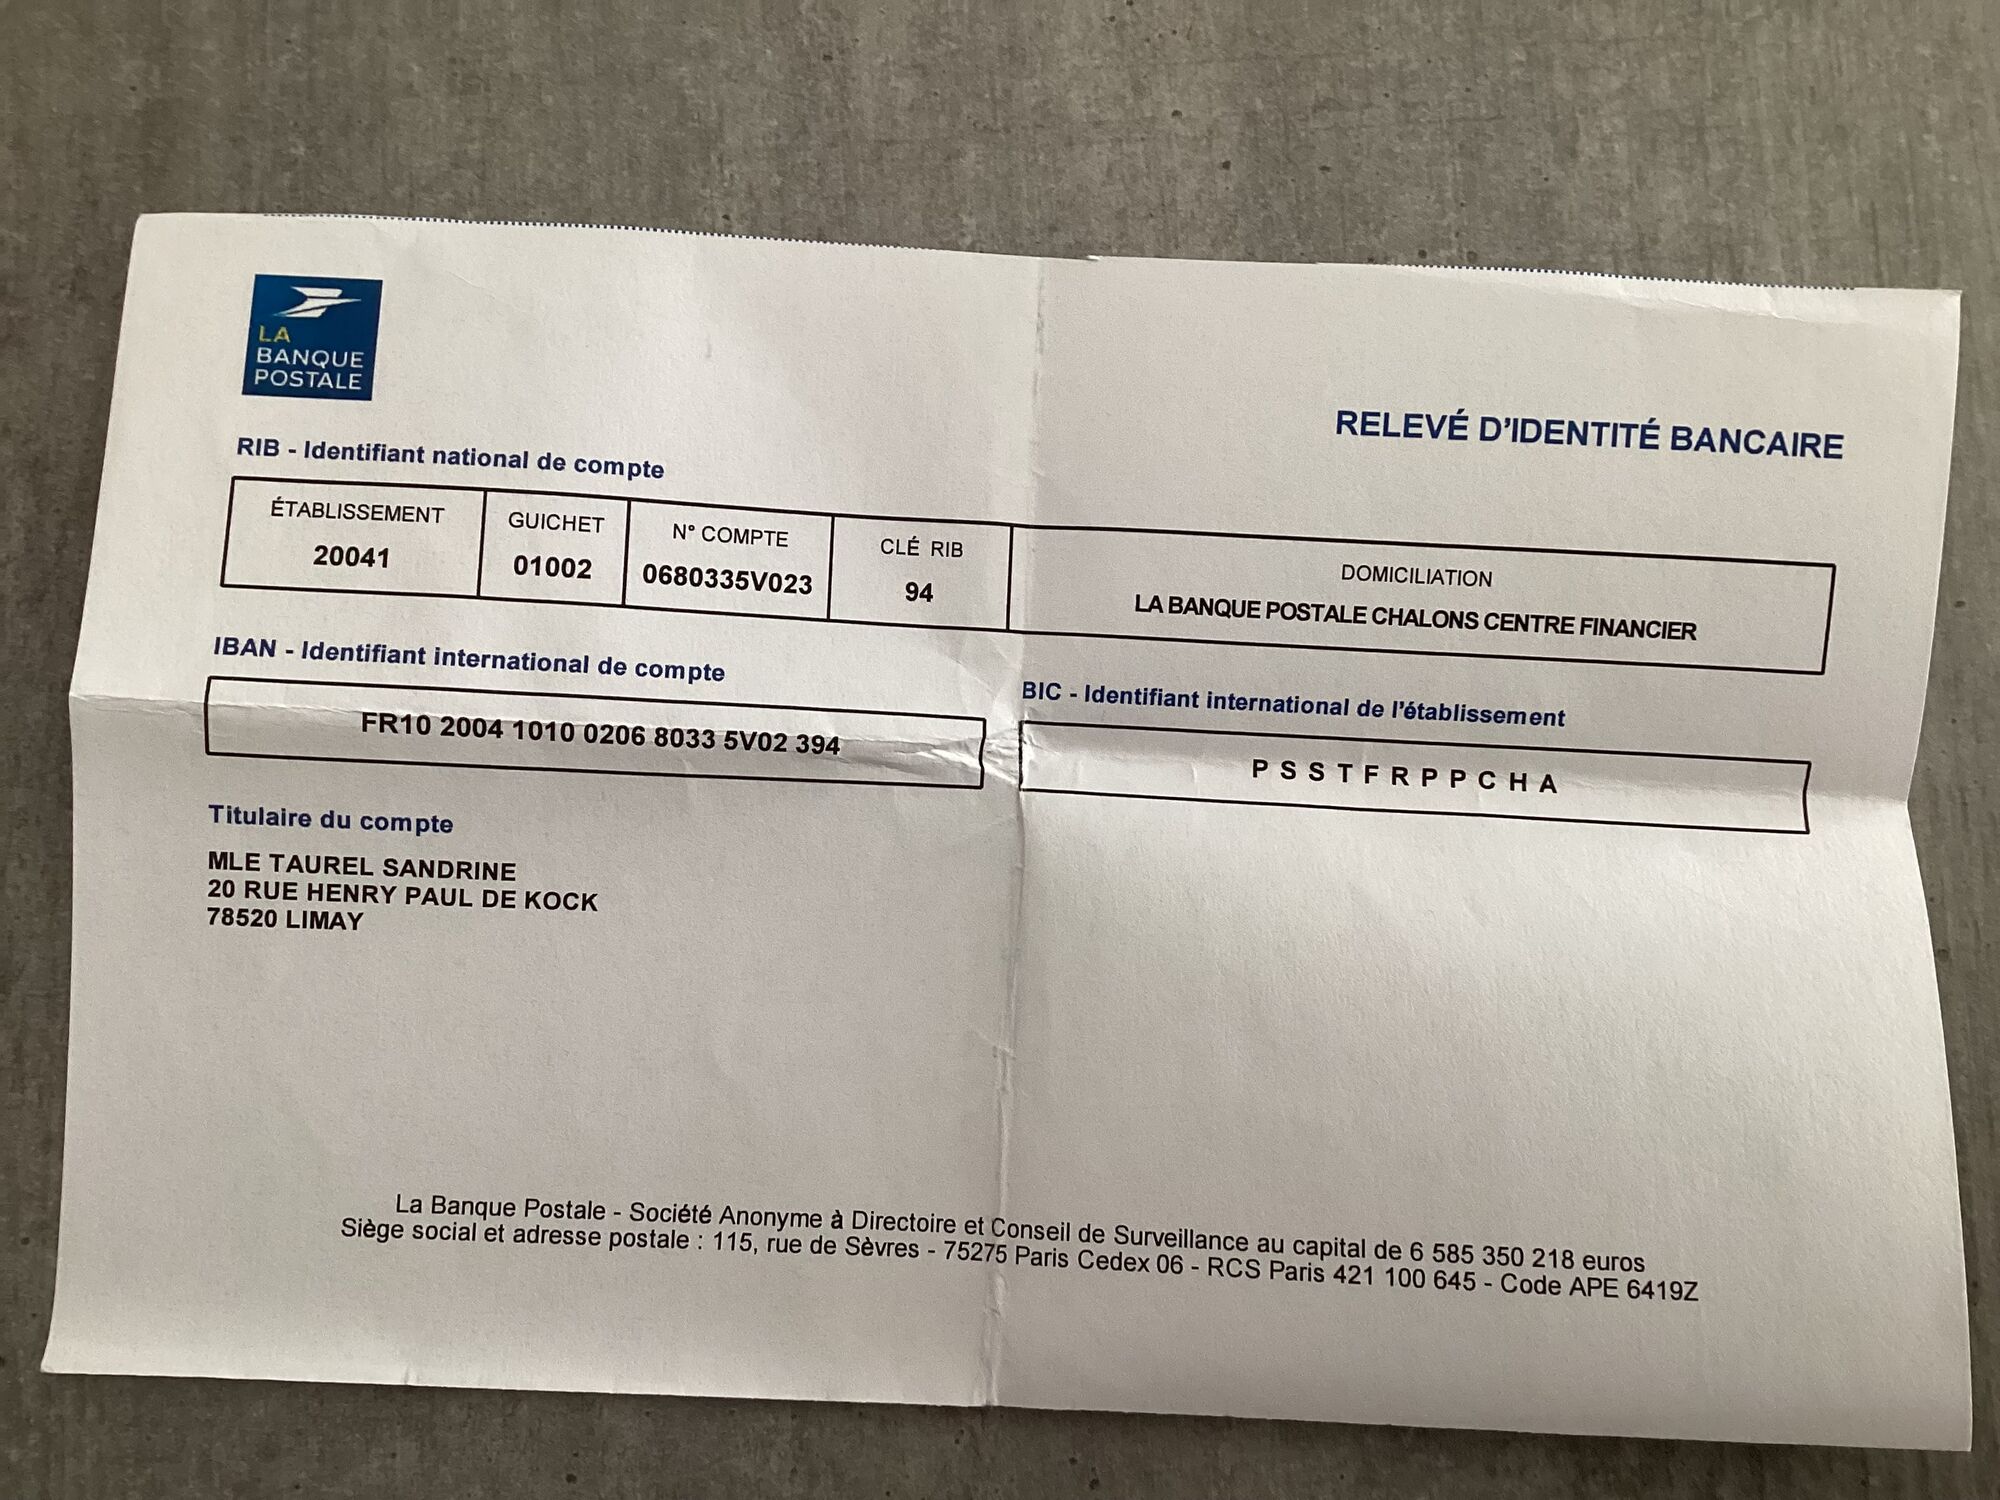 LA
BANQUE
POSTALE
RELEVÉ D'IDENTITÉ BANCAIRE
RIB - Identifiant national de compte
ÉTABLISSEMENT GUICHET N° COMPTE CLÉ RIB DOMICILIATION
20041 01002 0680335V023 94 LA BANQUE POSTALE CHALONS CENTRE FINANCIER
IBAN - Identifiant international de compte
FR10 2004 1010 0206 8033 5V02 394
BIC - Identifiant international de l'établissement
P S S T F R P P C H A
Titulaire du compte
MLE TAUREL SANDRINE
20 RUE HENRY PAUL DE KOCK
78520 LIMAY
La Banque Postale - Société Anonyme à Directoire et Conseil de Surveillance au capital de 6 585 350 218 euros
Siège social et adresse postale : 115, rue de Sèvres - 75275 Paris Cedex 06 - RCS Paris 421 100 645 - Code APE 6419Z